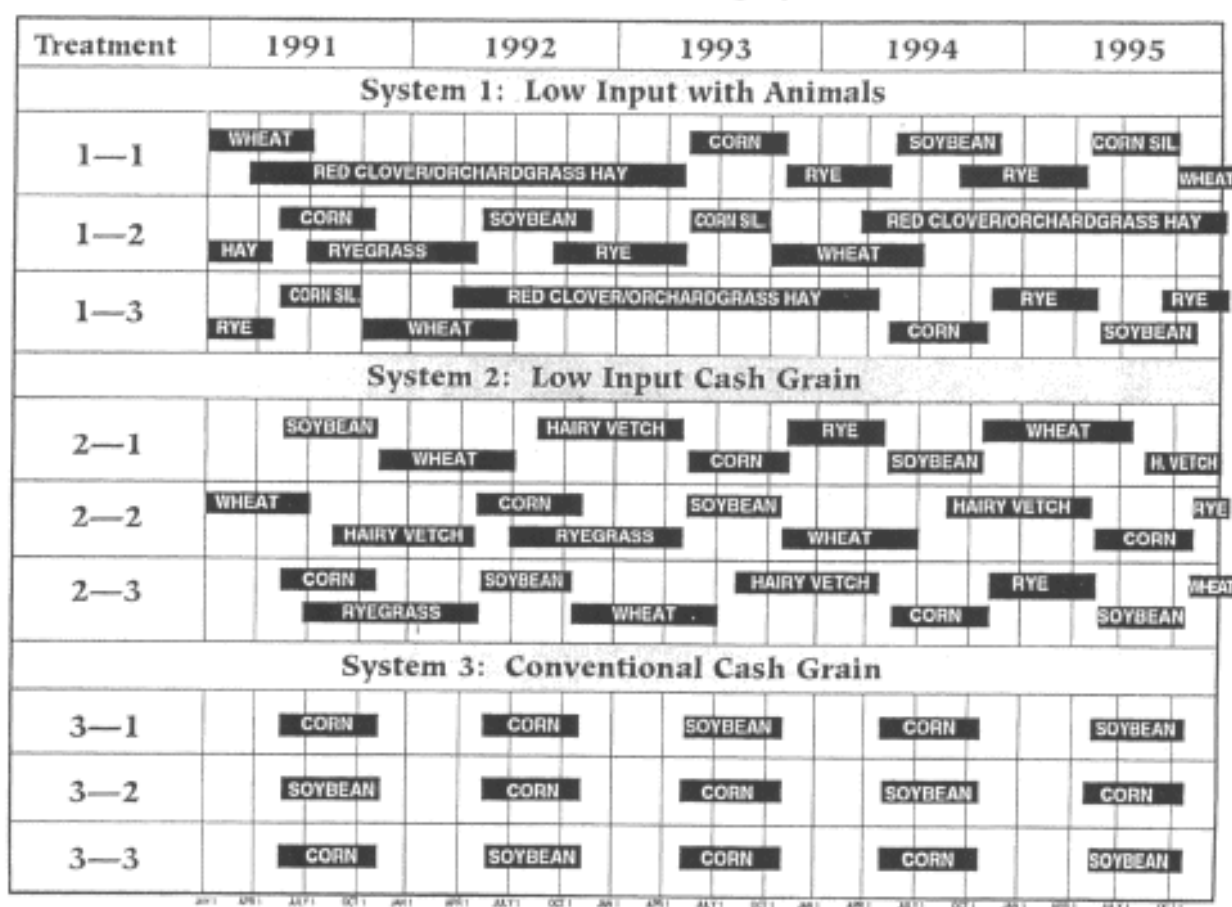 Treatment 1991 1992 1993 1994 1995
System 1: Low Input with Animals
WHEAT CORN SOYBEAN CORN SIL.
1—1
RED CLOVER/ORCHARDGRASS HAY RYE RYE WHEAT
CORN SOYBEAN CORN SIL. RED CLOVER/ORCHARDGRASS HAY
1—2
HAY RYEGRASS RYE WHEAT
CORN SIL. RED CLOVER/ORCHARDGRASS HAY RYE RYE
1—3
RYE WHEAT CORN SOYBEAN
System 2: Low Input Cash Grain
SOYBEAN HAIRY VETCH RYE WHEAT
2—1
WHEAT CORN SOYBEAN H. VETCH
WHEAT CORN SOYBEAN HAIRY VETCH RYE
2—2
HAIRY VETCH RYEGRASS WHEAT CORN
CORN SOYBEAN HAIRY VETCH RYE WHEAT
2—3
RYEGRASS WHEAT CORN SOYBEAN
System 3: Conventional Cash Grain
3—1 CORN CORN SOYBEAN CORN SOYBEAN
3—2 SOYBEAN CORN CORN SOYBEAN CORN
3—3 CORN SOYBEAN CORN CORN SOYBEAN